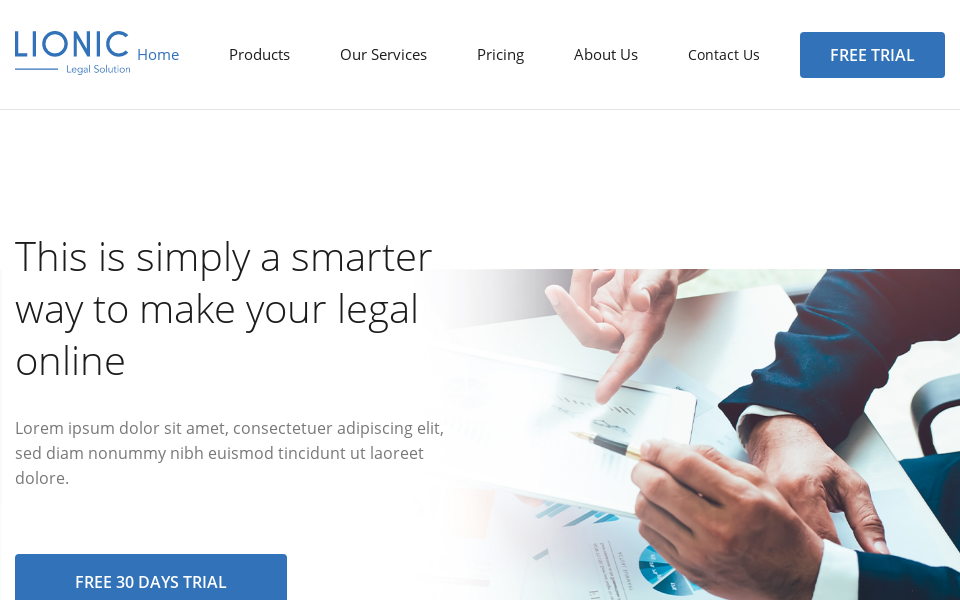 LIONIC
Legal Solution
Home
Products
Our Services
Pricing
About Us
Contact Us
FREE TRIAL
This is simply a smarter
way to make your legal
online
Lorem ipsum dolor sit amet, consectetuer adipiscing elit,
sed diam nonummy nibh euismod tincidunt ut laoreet
dolore.
FREE 30 DAYS TRIAL